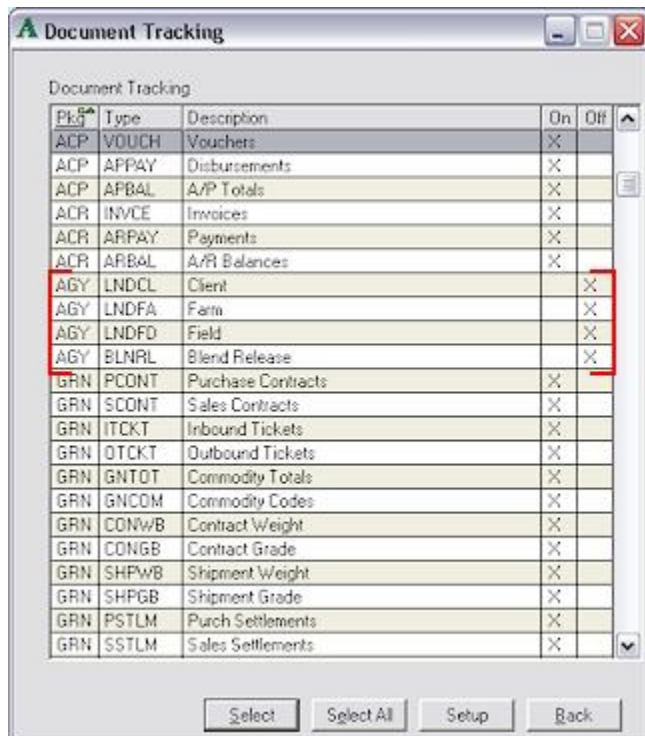 Document Tracking
Document Tracking
Pkg Type Description On Off
ACP VOUCH Vouchers X
ACP APPAY Disbursements X
ACP APBAL A/P Totals X
ACR INVCE Invoices X
ACR ARPAY Payments X
ACR ARBAL A/R Balances X
AGY LNDCL Client X
AGY LNDFA Farm X
AGY LNDFD Field X
AGY BLNRL Blend Release X
GRN PCONT Purchase Contracts X
GRN SCONT Sales Contracts X
GRN ITCKT Inbound Tickets X
GRN OTCKT Outbound Tickets X
GRN GNTOT Commodity Totals X
GRN GNCOM Commodity Codes X
GRN CONWB Contract Weight X
GRN CONGB Contract Grade X
GRN SHPWB Shipment Weight X
GRN SHPGB Shipment Grade X
GRN PSTLM Purch Settlements X
GRN SSTLM Sales Settlements X
Select Select All Setup Back